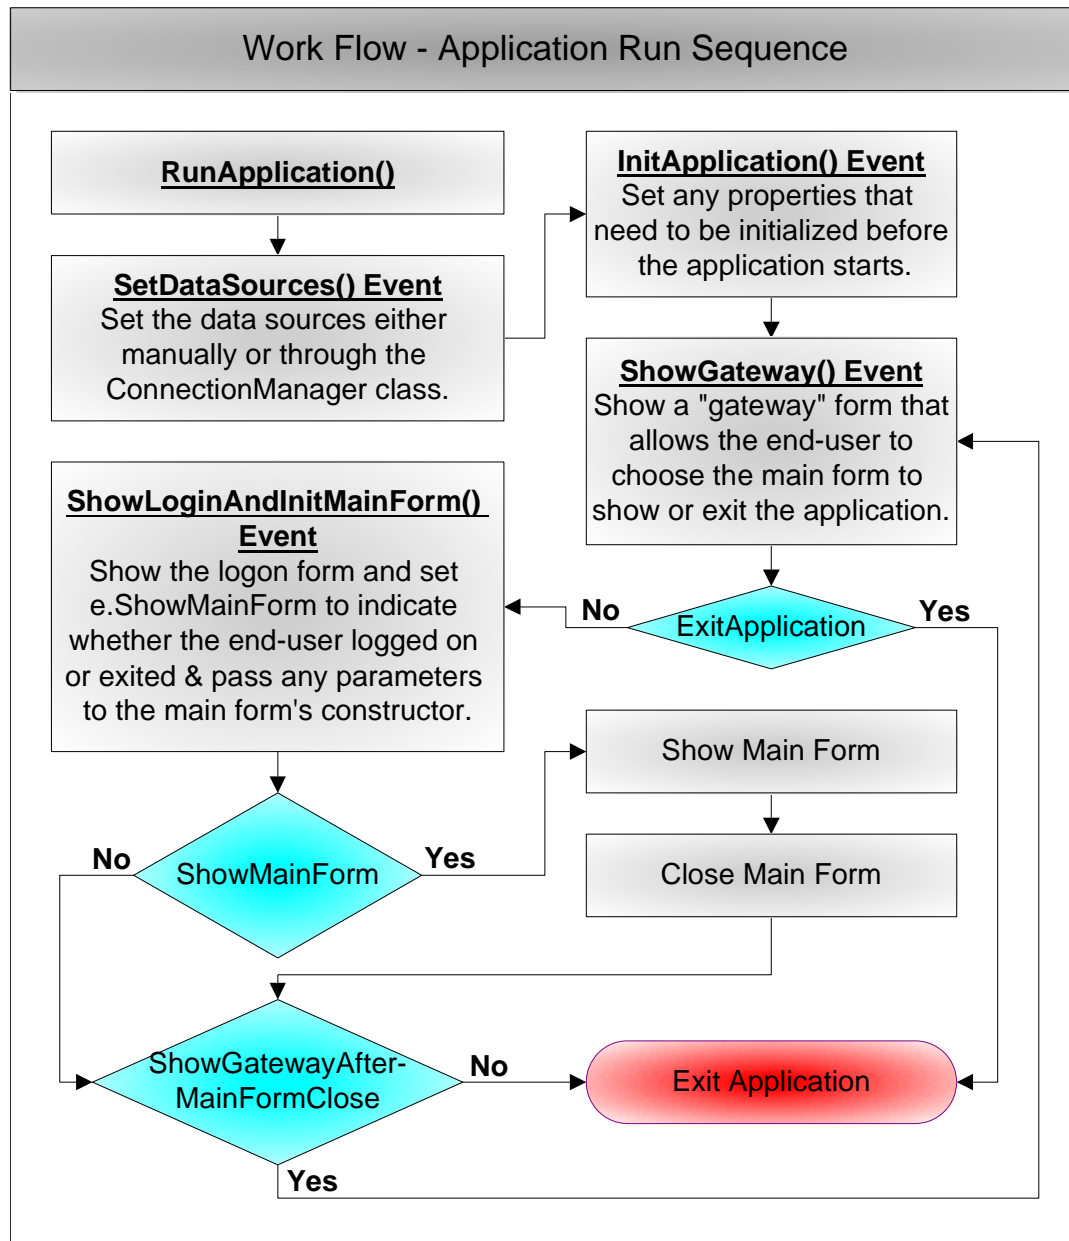 Work Flow - Application Run Sequence
RunApplication()
SetDataSources() Event
Set the data sources either
manually or through the
ConnectionManager class.
InitApplication() Event
Set any properties that
need to be initialized before
the application starts.
ShowGateway() Event
Show a "gateway" form that
allows the end-user to
choose the main form to
show or exit the application.
ExitApplication
No
Yes
ShowLoginAndInitMainForm()
Event
Show the logon form and set
e.ShowMainForm to indicate
whether the end-user logged on
or exited & pass any parameters
to the main form's constructor.
ShowMainForm
No
Yes
Show Main Form
Close Main Form
ShowGatewayAfter-
MainFormClose
No
Yes
Exit Application